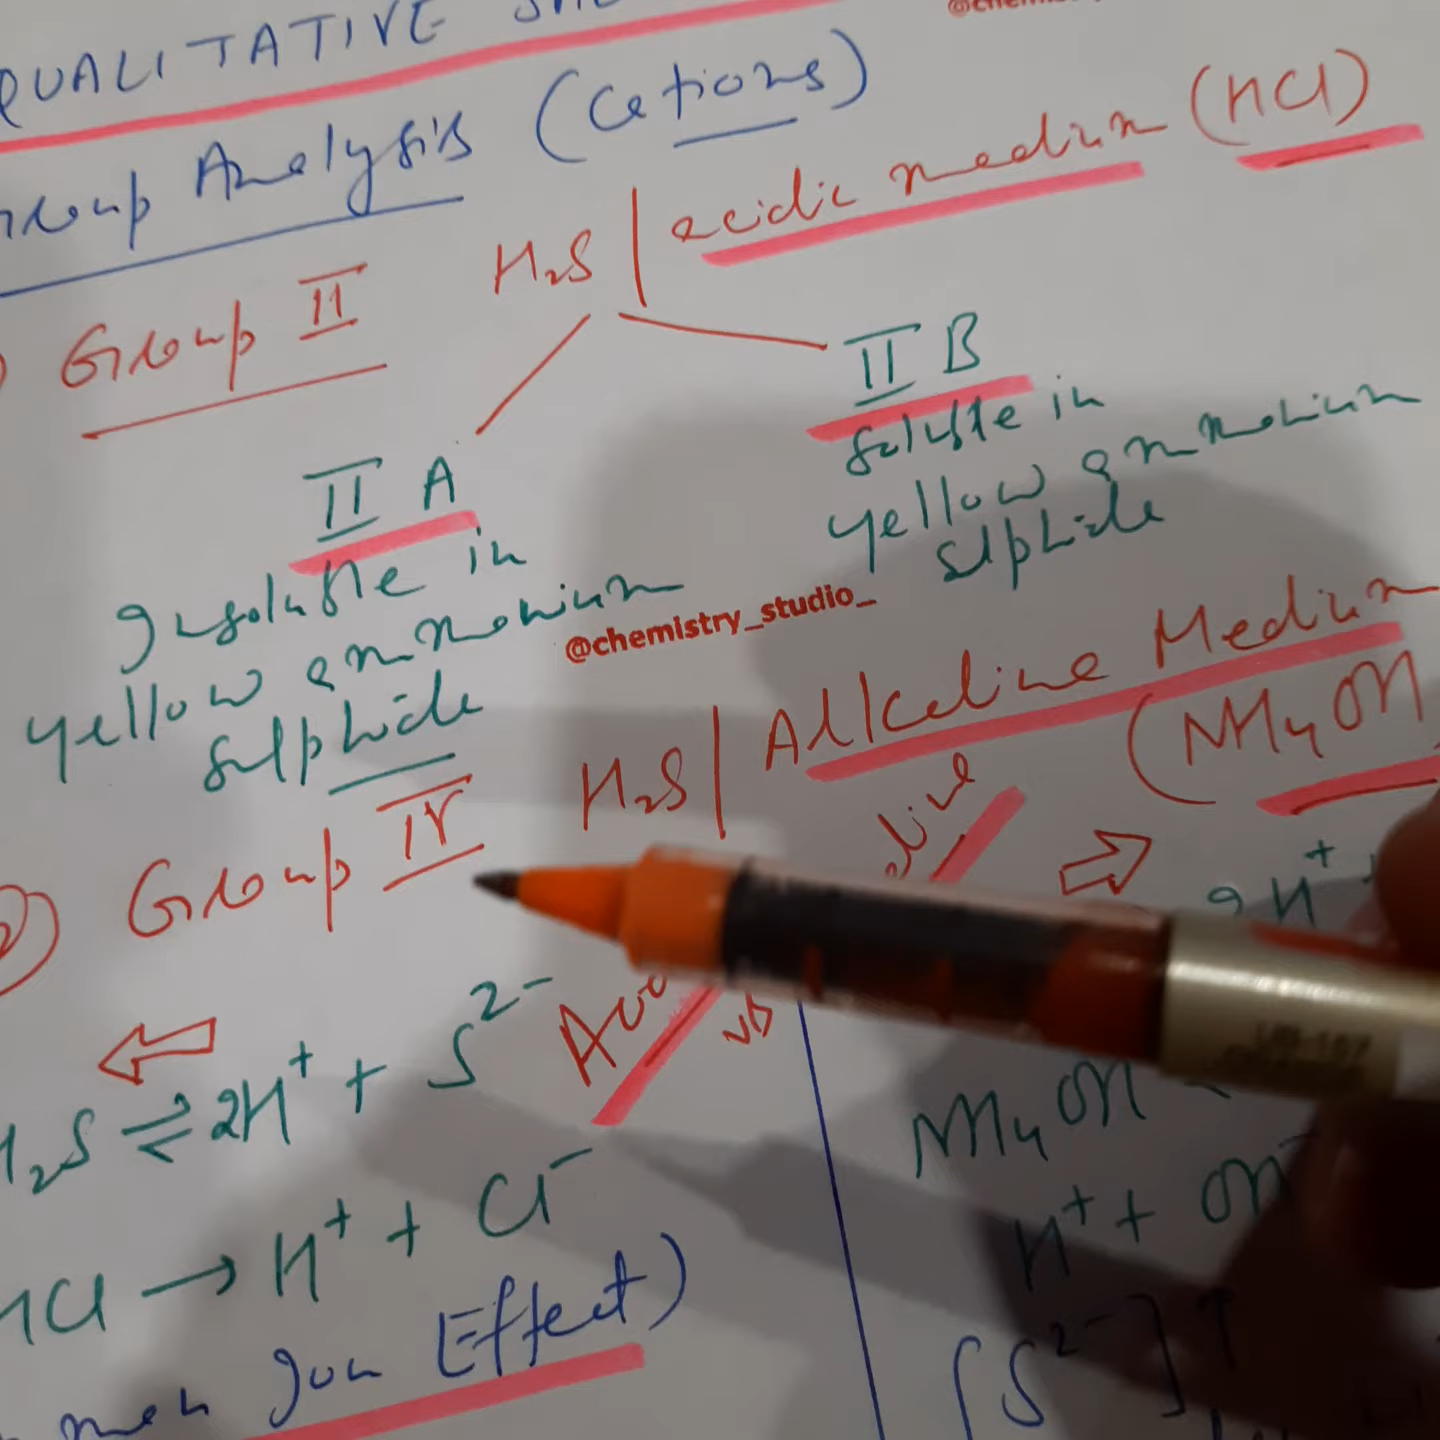 QUALITATIVE
Group Analysis (Cations)
Group II H₂S | acidic medium (HCl)
II A
Insoluble in
yellow ammonium
sulphide
II B
soluble in
yellow ammonium
sulphide
@chemistry_studio_
Group IV H₂S | Alkaline Medium
(NH₄OH
H₂S ⇌ 2H⁺ + S²⁻
HCl → H⁺ + Cl⁻
Ion Effect)
vs
2H⁺
NH₄OH
H⁺ + OH⁻
[S²⁻]↑